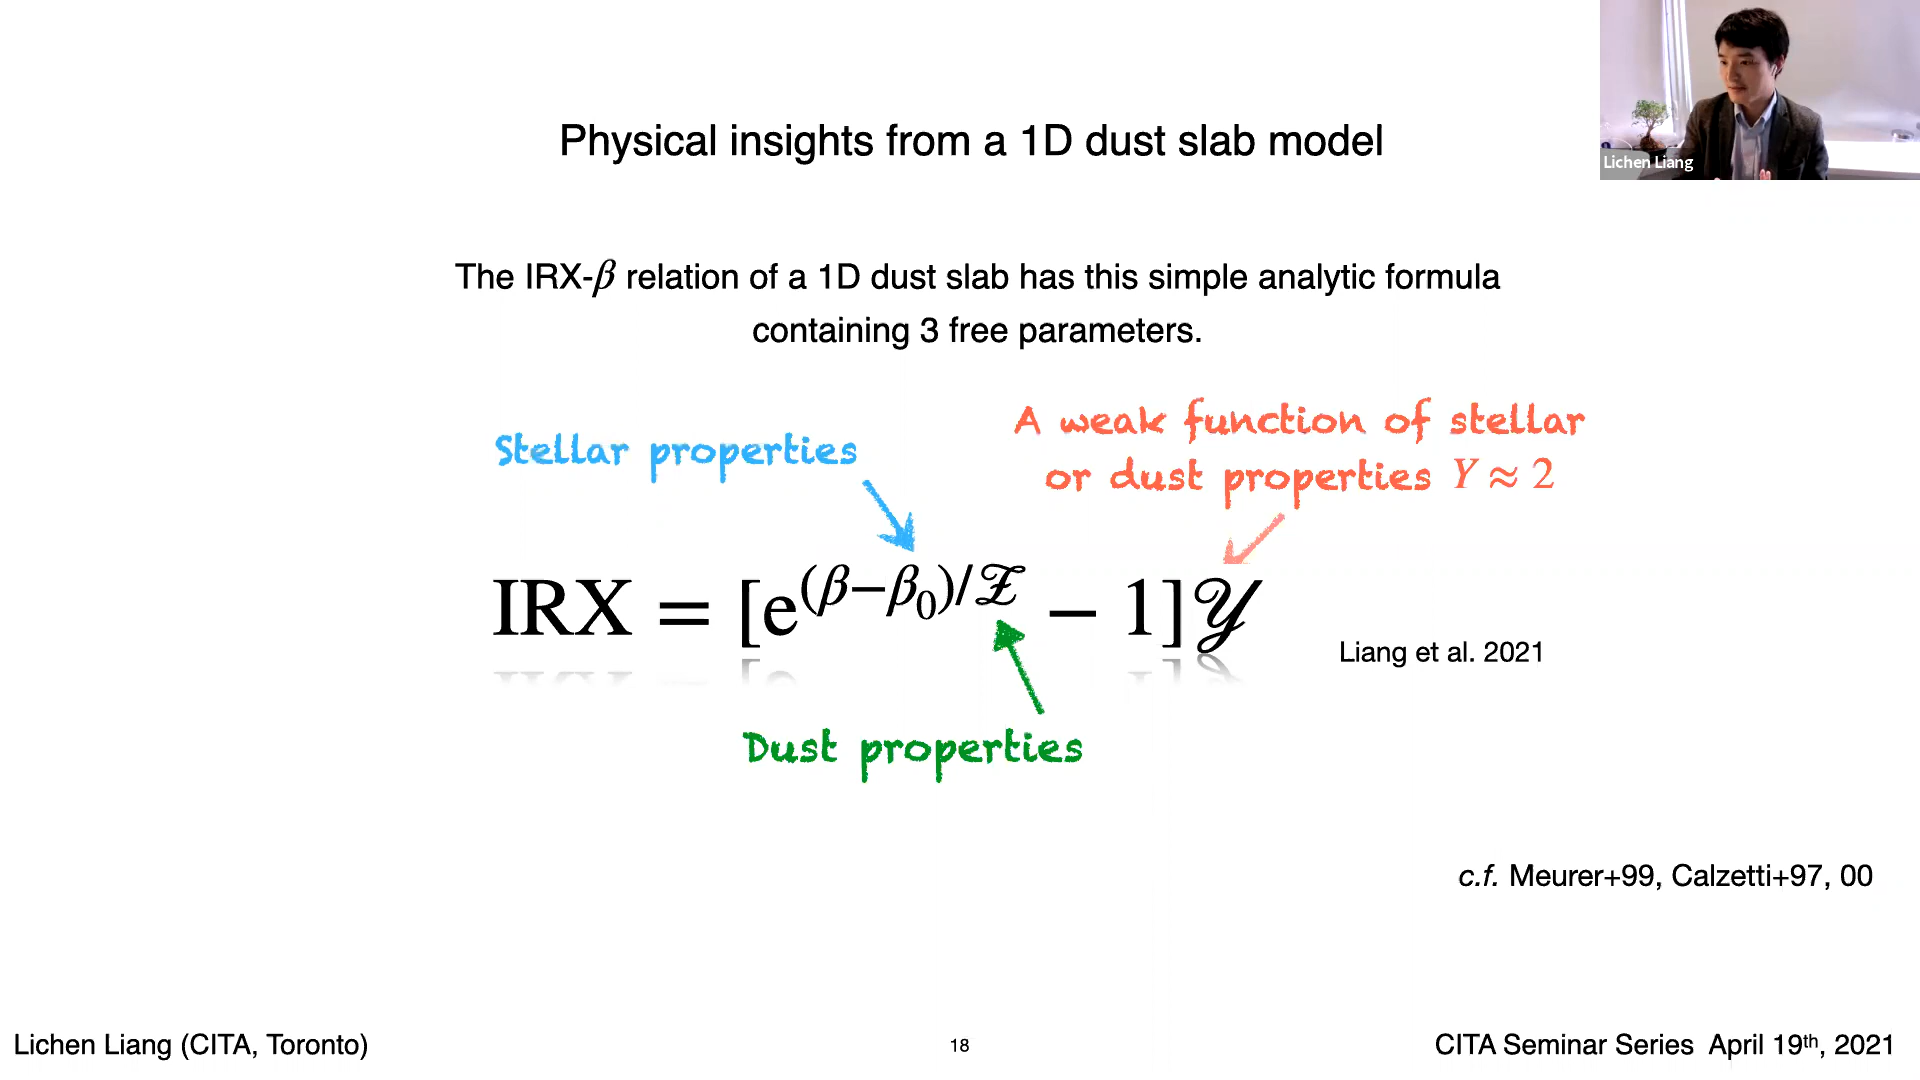 Physical insights from a 1D dust slab model
Lichen Liang
The IRX-β relation of a 1D dust slab has this simple analytic formula
containing 3 free parameters.
A weak function of stellar
or dust properties Y ≈ 2
Stellar properties
IRX = [e^(β−β₀)/𝒵 − 1]𝒴
Liang et al. 2021
Dust properties
c.f. Meurer+99, Calzetti+97, 00
Lichen Liang (CITA, Toronto)
18
CITA Seminar Series April 19th, 2021